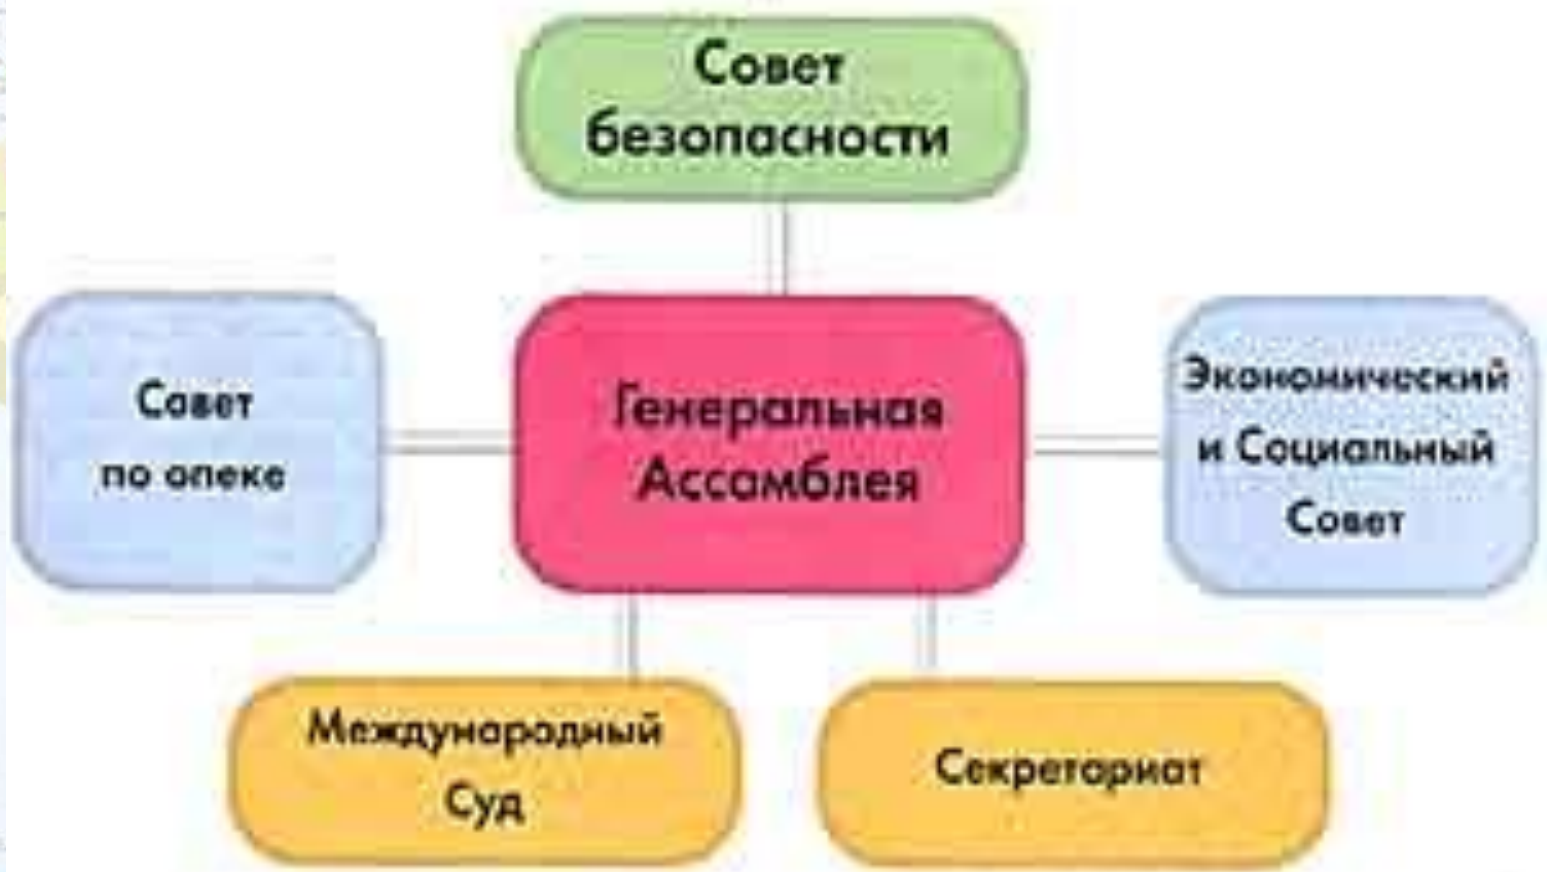 Совет
безопасности
Совет
по опеке
Генеральная
Ассамблея
Экономический
и Социальный
Совет
Международный
Суд
Секретариат